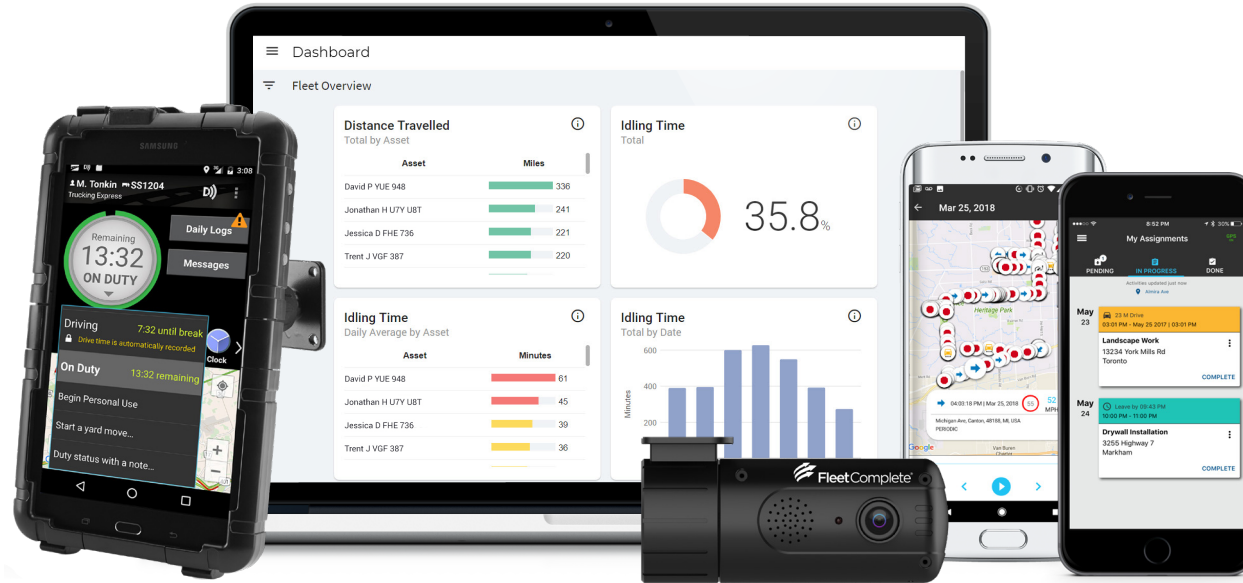 Dashboard
Fleet Overview
Distance Travelled
Total by Asset
Asset Miles
David P YUE 948 336
Jonathan H U7Y U8T 241
Jessica D FHE 736 221
Trent J VGF 387 220
Idling Time
Total
35.8%
Idling Time
Daily Average by Asset
Asset Minutes
David P YUE 948 61
Jonathan H U7Y U8T 45
Jessica D FHE 736 39
Trent J VGF 387 36
Idling Time
Total by Date
Minutes
600
400
200
SAMSUNG
3:08
M. Tonkin SS1204
Trucking Express
Remaining
13:32
ON DUTY
Daily Logs
Messages
Driving 7:32 until break
Drive time is automatically recorded
On Duty 13:32 remaining
Begin Personal Use
Start a yard move...
Duty status with a note...
Clock
FleetComplete
Mar 25, 2018
Heritage Park
04:03:18 PM | Mar 25, 2018 55 52
MPH
Michigan Ave, Canton, 48188, MI, USA
PERIODIC
Google
Van Buren
Charter
8:52 PM 30%
My Assignments GPS
PENDING IN PROGRESS DONE
Activities updated just now
Almira Ave
May
23
23 M Drive
03:01 PM - May 25 2017 | 03:01 PM
Landscape Work
13234 York Mills Rd
Toronto
COMPLETE
May
24
Leave by 09:43 PM
10:00 PM - 11:00 PM
Drywall Installation
3255 Highway 7
Markham
COMPLETE